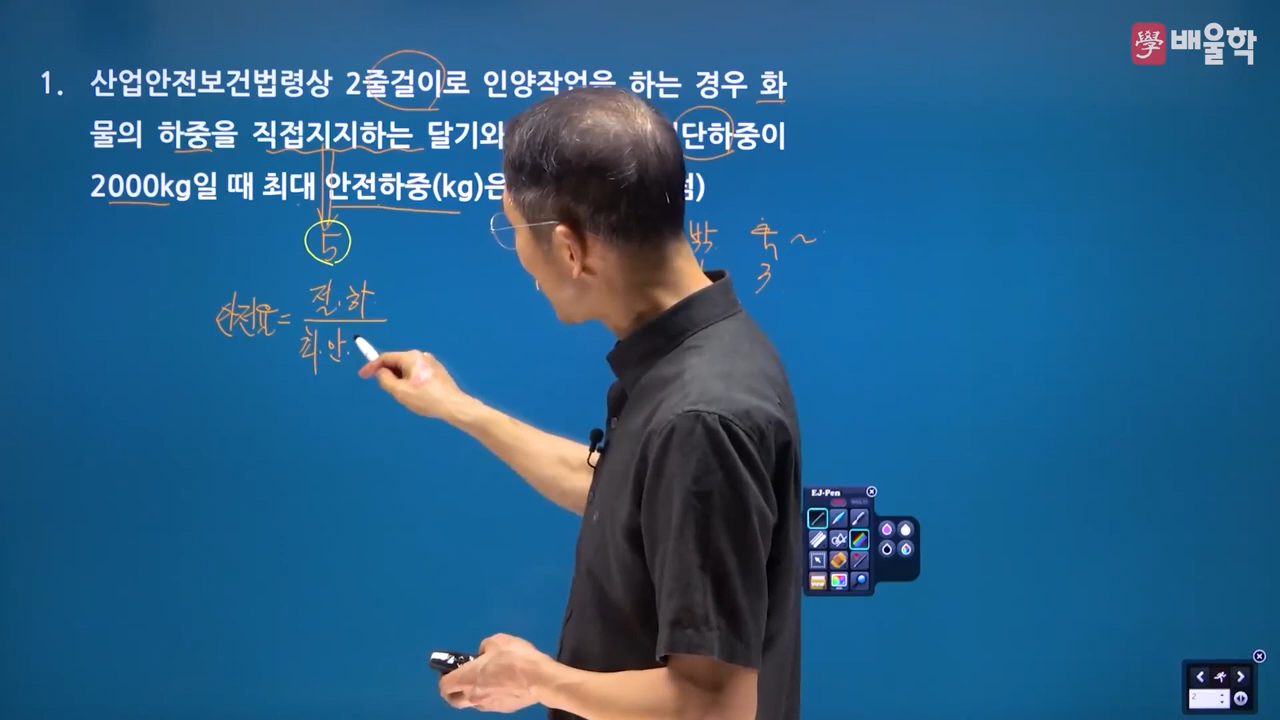 學 배울학
1. 산업안전보건법령상 2줄걸이로 인양작업을 하는 경우 화
물의 하중을 직접지지하는 달기와 단하중이
2000kg일 때 최대 안전하중(kg)은
5
3
절.하
안전율=
최.안.
EJ-Pen
2